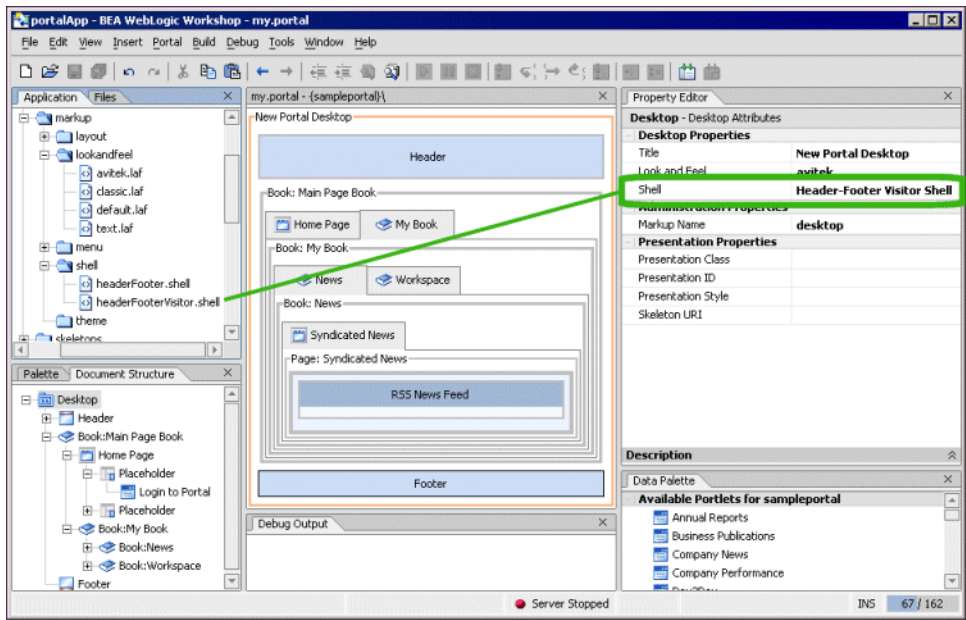 portalApp - BEA WebLogic Workshop - my.portal
File Edit View Insert Portal Build Debug Tools Window Help
Application Files
markup
layout
lookandfeel
avitek.laf
classic.laf
default.laf
text.laf
menu
shell
headerFooter.shell
headerFooterVisitor.shell
theme
skeletons
Palette Document Structure
Desktop
Header
Book:Main Page Book
Home Page
Placeholder
Login to Portal
Placeholder
Book:My Book
Book:News
Book:Workspace
Footer
my.portal - {sampleportal}\
New Portal Desktop
Header
Book: Main Page Book
Home Page My Book
Book: My Book
News Workspace
Book: News
Syndicated News
Page: Syndicated News
RSS News Feed
Footer
Debug Output
Property Editor
Desktop - Desktop Attributes
Desktop Properties
Title New Portal Desktop
Look and Feel avitek
Shell Header-Footer Visitor Shell
Administration Properties
Markup Name desktop
Presentation Properties
Presentation Class
Presentation ID
Presentation Style
Skeleton URI
Description
Data Palette
Available Portlets for sampleportal
Annual Reports
Business Publications
Company News
Company Performance
Server Stopped INS 67 / 162